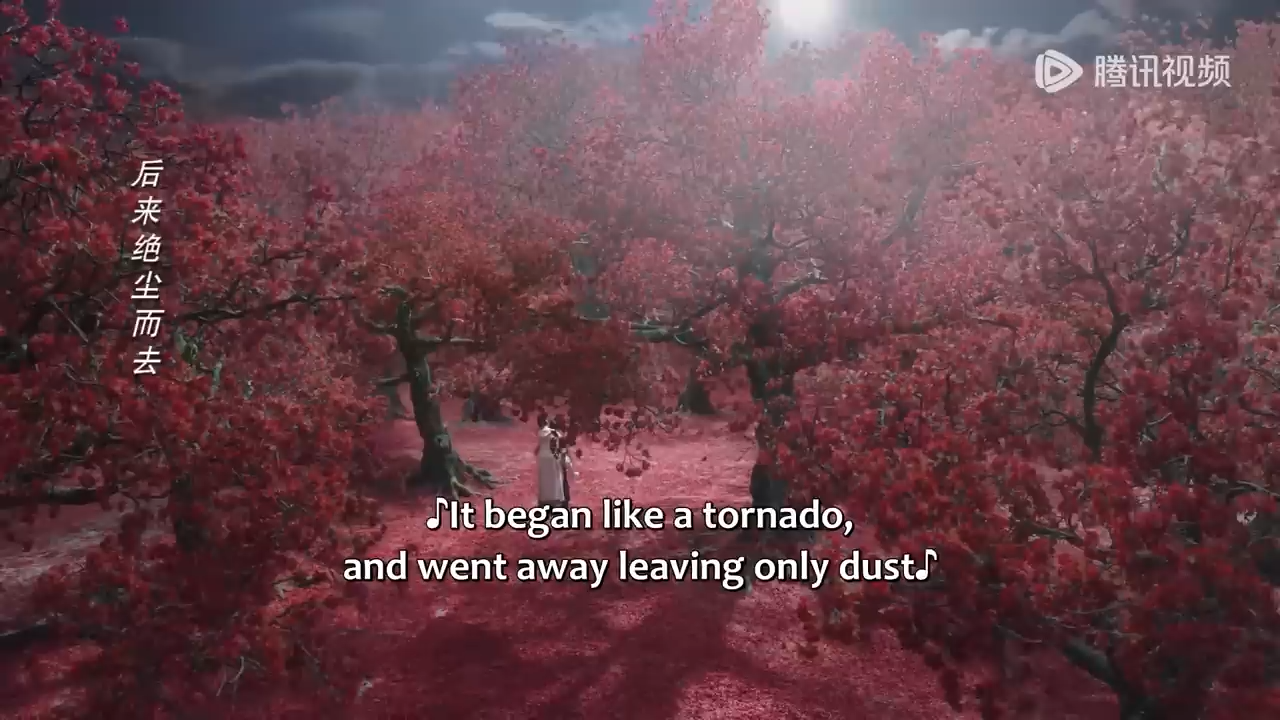 腾讯视频
后来绝尘而去
♪It began like a tornado,
and went away leaving only dust♪